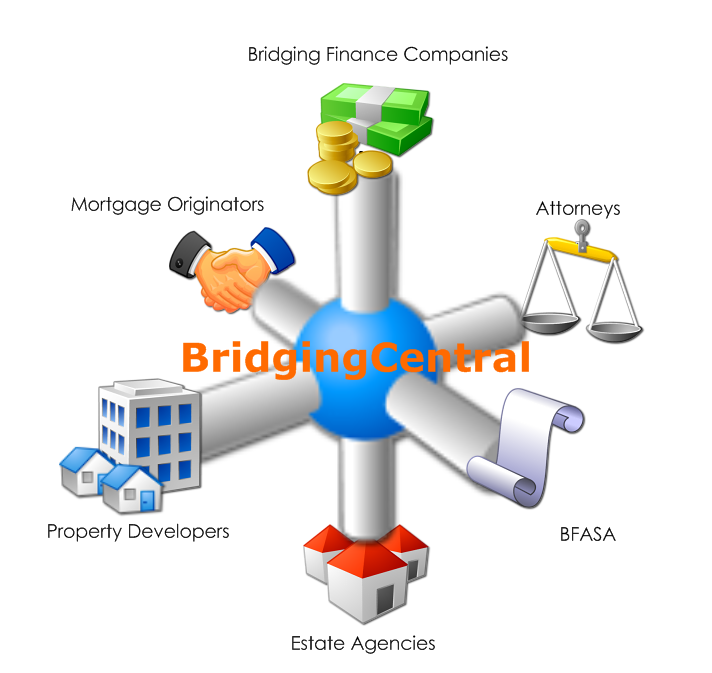 Bridging Finance Companies
Mortgage Originators
Attorneys
BridgingCentral
Property Developers
BFASA
Estate Agencies